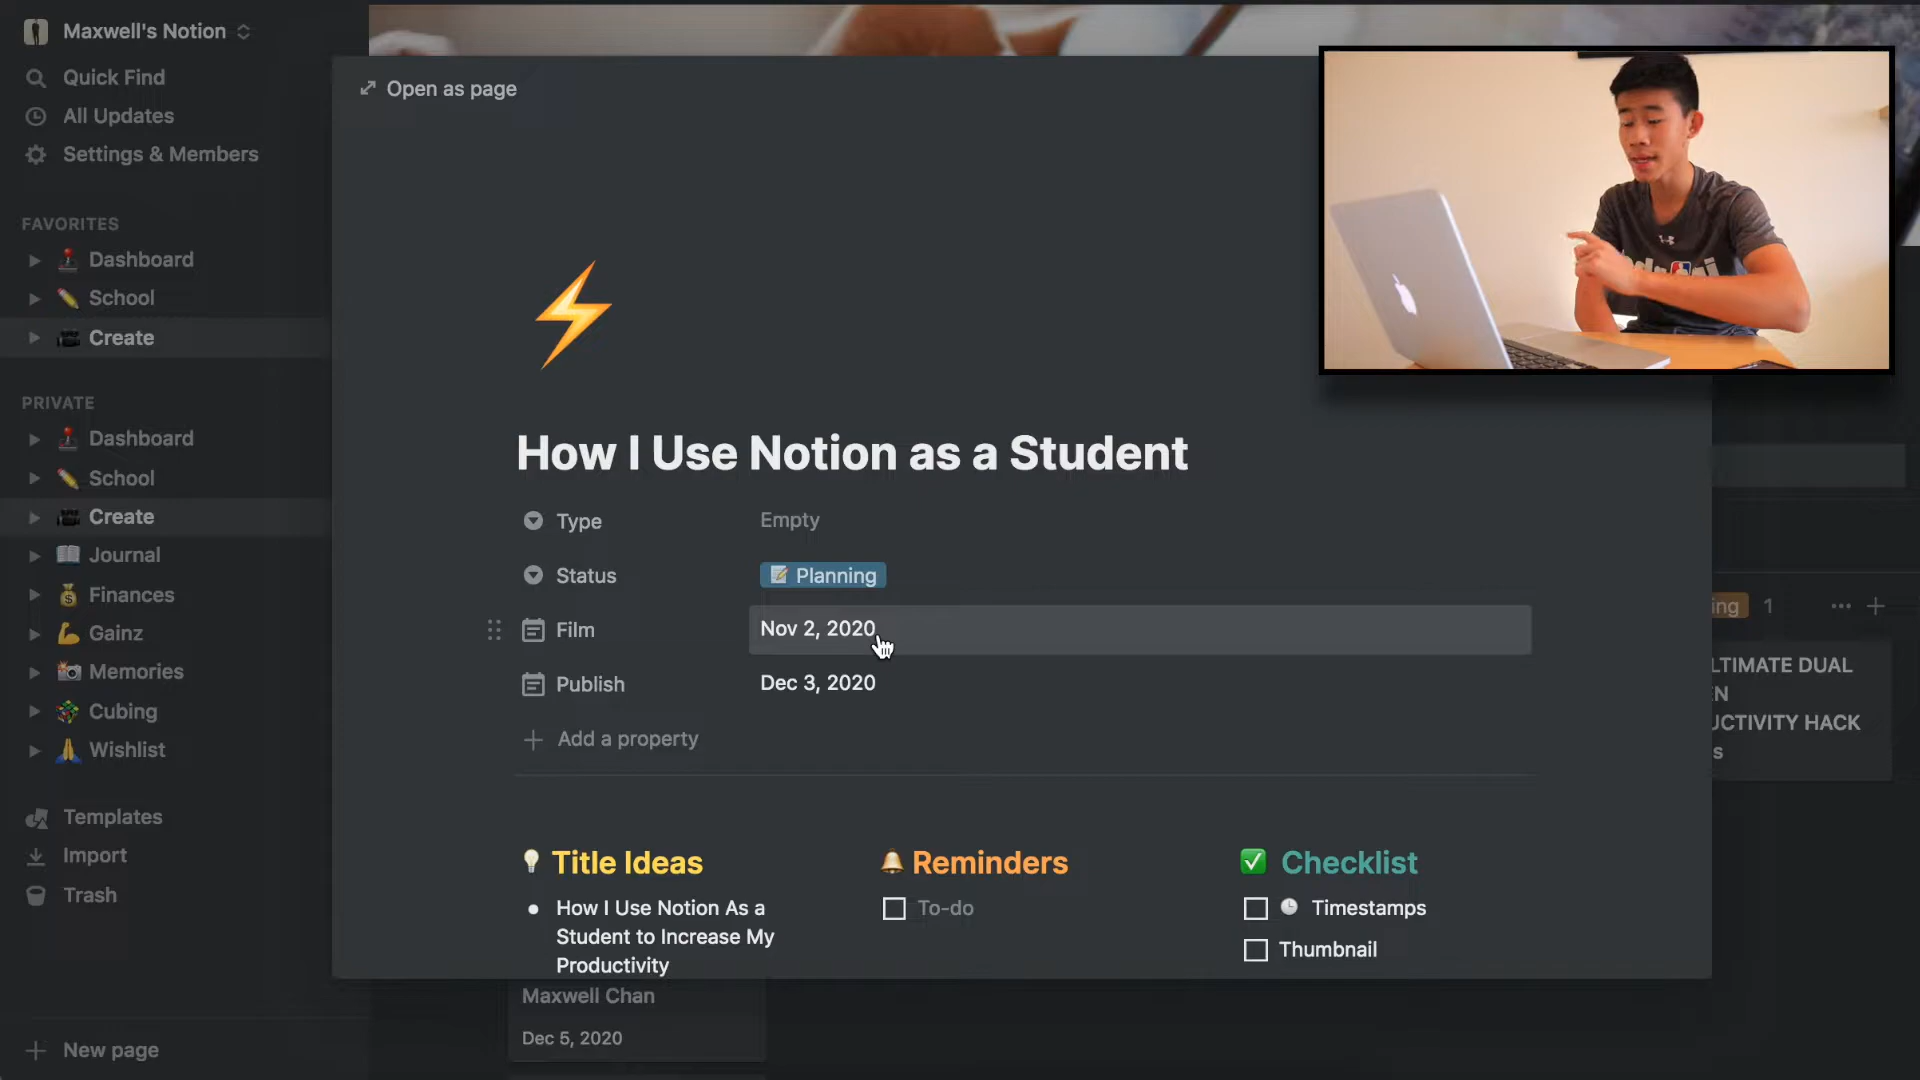 Maxwell's Notion
Quick Find
All Updates
Settings & Members
FAVORITES
Dashboard
School
Create
PRIVATE
Dashboard
School
Create
Journal
Finances
Gainz
Memories
Cubing
Wishlist
Templates
Import
Trash
New page
Open as page
How I Use Notion as a Student
Type Empty
Status Planning
Film Nov 2, 2020
Publish Dec 3, 2020
Add a property
Title Ideas
How I Use Notion As a
Student to Increase My
Productivity
Reminders
To-do
Checklist
Timestamps
Thumbnail
Maxwell Chan
Dec 5, 2020
ing 1
LTIMATE DUAL
EN
UCTIVITY HACK
s